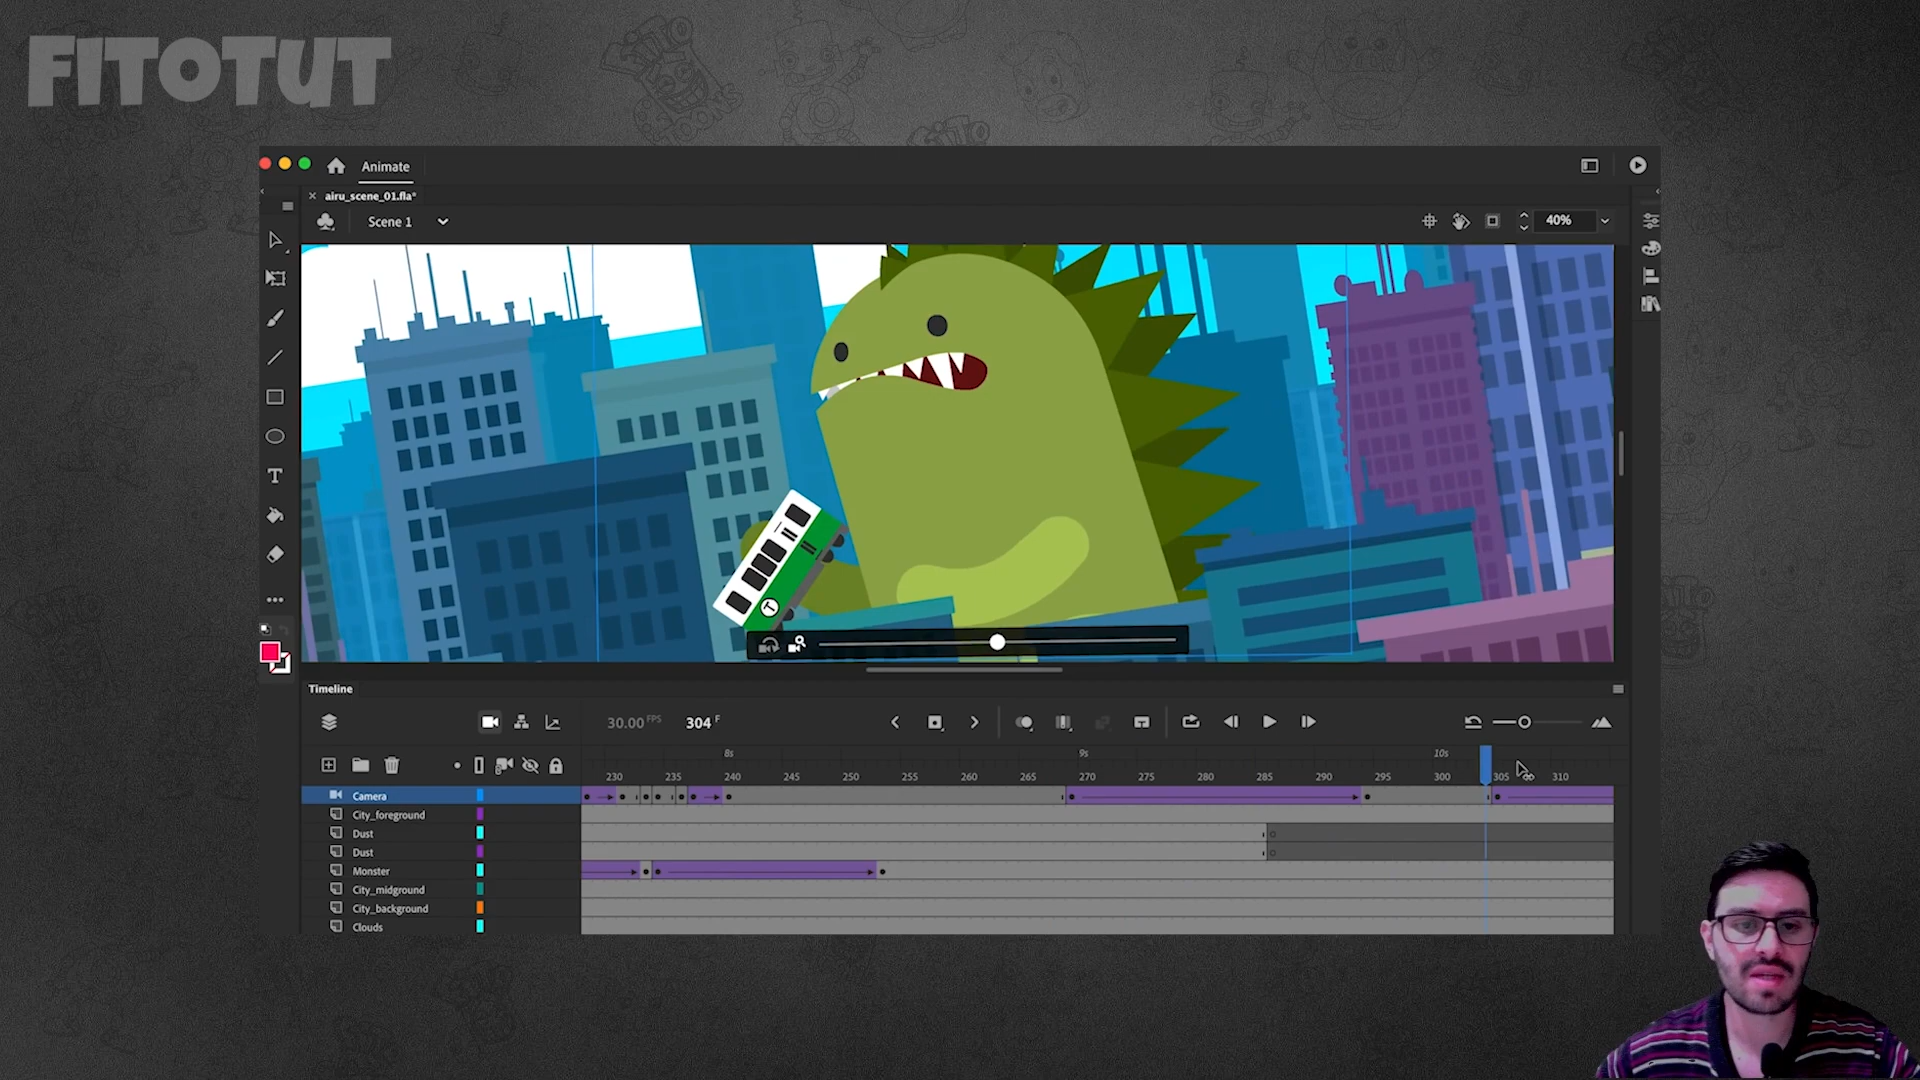 FITOTUT
Animate
airu_scene_01.fla*
Scene 1
40%
T
T
Timeline
30.00 FPS
304 F
8s
9s
10s
230
235
240
245
250
255
260
265
270
275
280
285
290
295
300
305
310
Camera
City_foreground
Dust
Dust
Monster
City_midground
City_background
Clouds